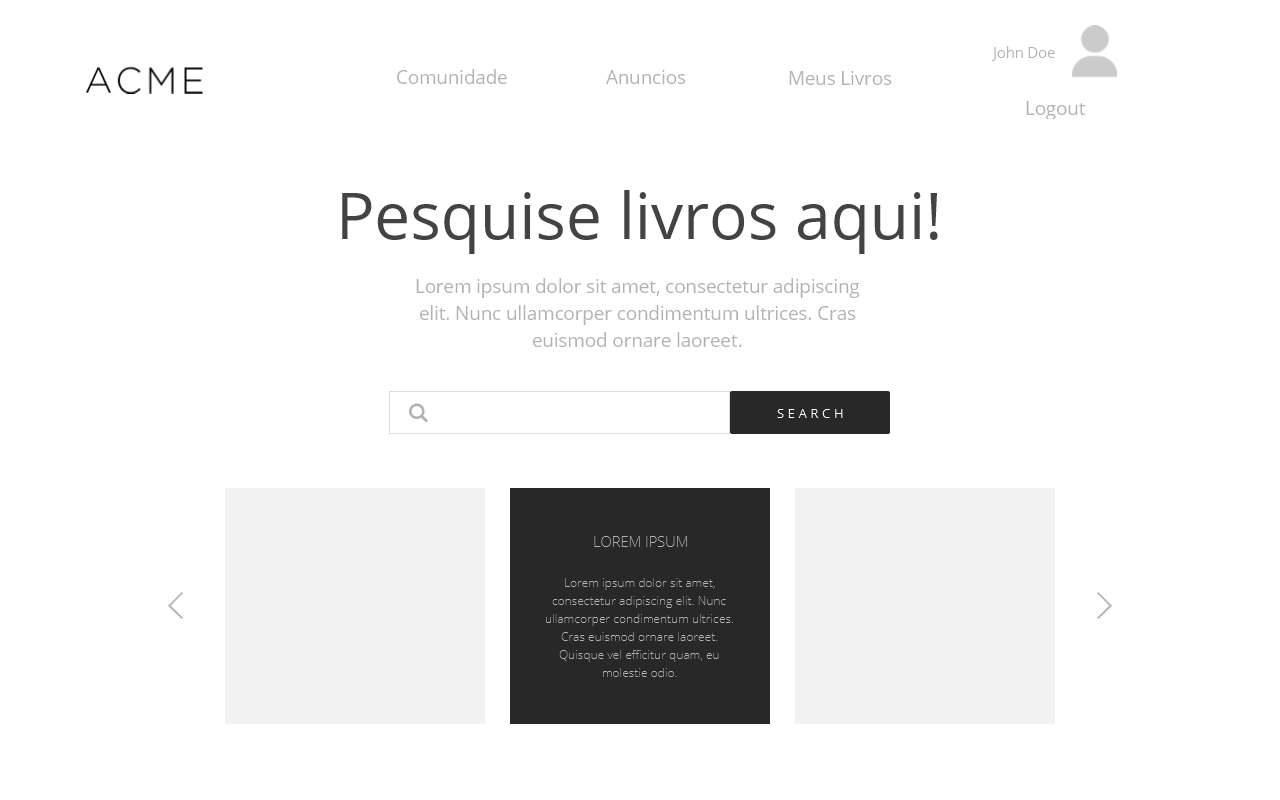 ACME
Comunidade
Anuncios
Meus Livros
John Doe
Logout
Pesquise livros aqui!
Lorem ipsum dolor sit amet, consectetur adipiscing
elit. Nunc ullamcorper condimentum ultrices. Cras
euismod ornare laoreet.
SEARCH
LOREM IPSUM
Lorem ipsum dolor sit amet,
consectetur adipiscing elit. Nunc
ullamcorper condimentum ultrices.
Cras euismod ornare laoreet.
Quisque vel efficitur quam, eu
molestie odio.